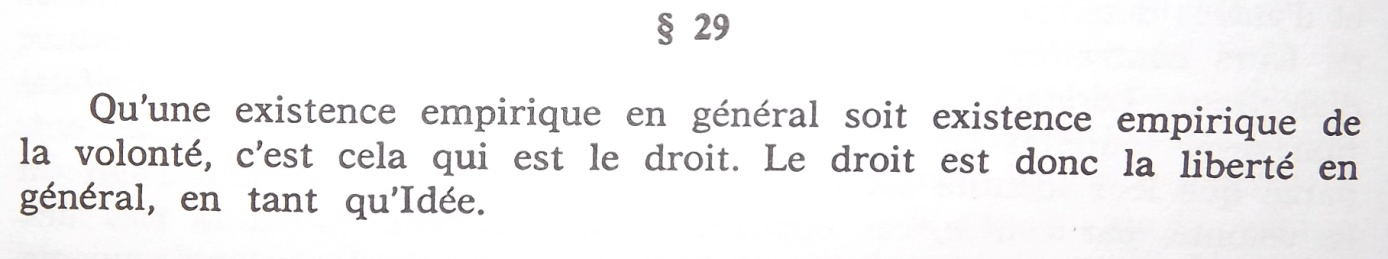 § 29
Qu'une existence empirique en général soit existence empirique de
la volonté, c'est cela qui est le droit. Le droit est donc la liberté en
général, en tant qu'Idée.